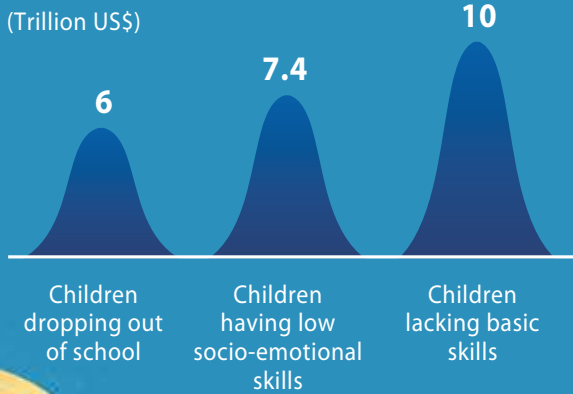 (Trillion US$)
6
7.4
10
Children
dropping out
of school
Children
having low
socio-emotional
skills
Children
lacking basic
skills